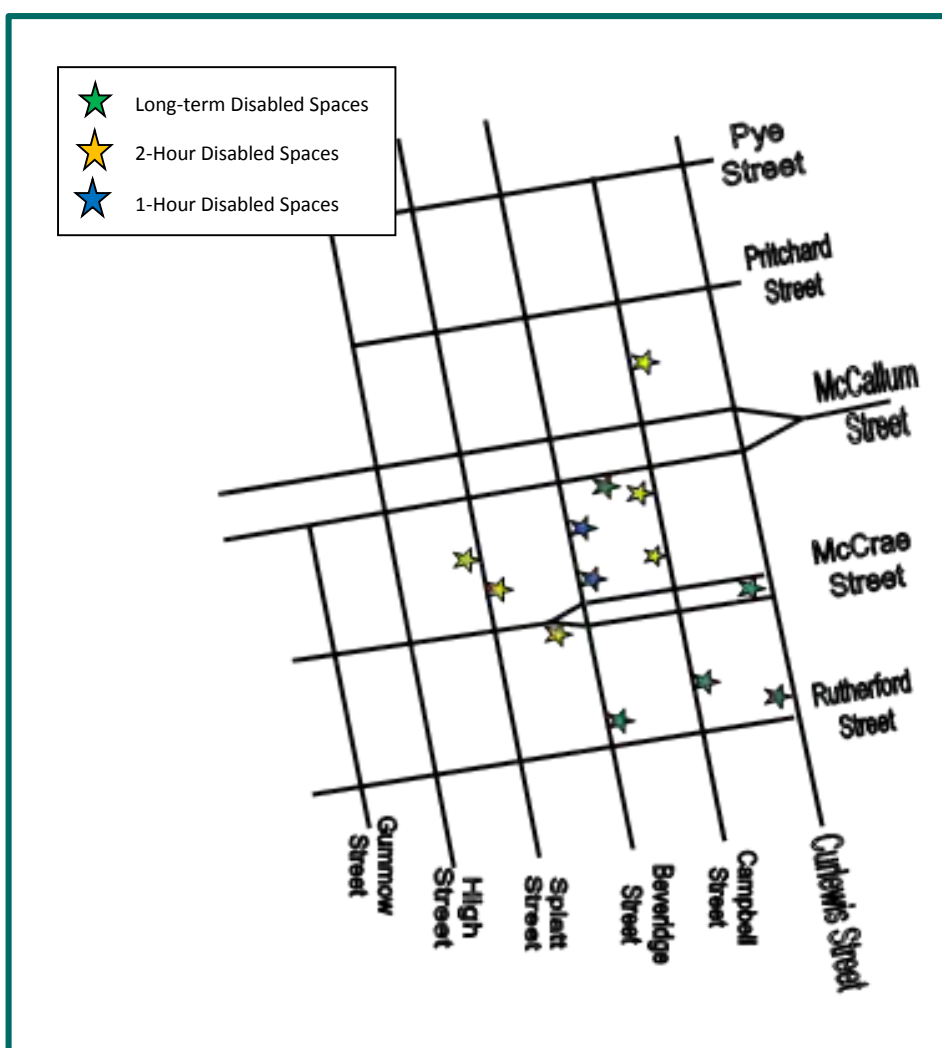 Long-term Disabled Spaces
2-Hour Disabled Spaces
1-Hour Disabled Spaces
Pye
Street
Pritchard
Street
McCallum
Street
McCrae
Street
Rutherford
Street
Gummow
Street
High
Street
Splatt
Street
Beveridge
Street
Campbell
Street
Curlewis Street